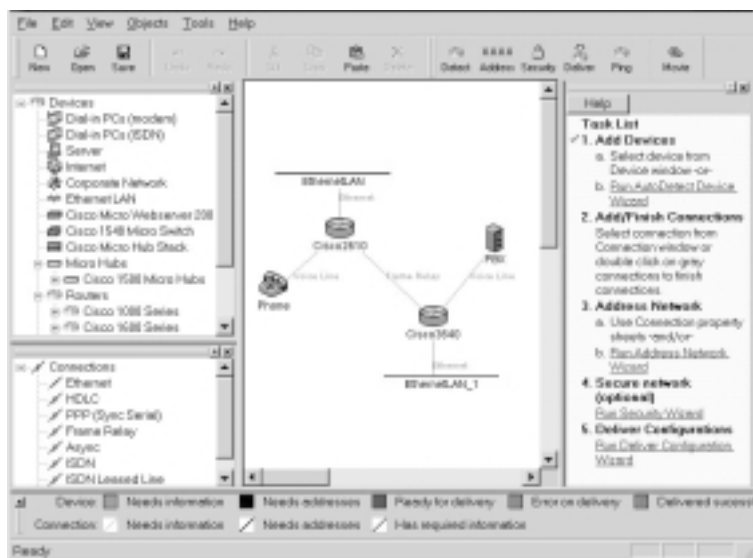 File Edit View Objects Tools Help
New Open Save Undo Redo Cut Copy Paste Delete Detect Address Security Deliver Ping Movie
Devices
Dial-in PCs (modem)
Dial-in PCs (ISDN)
Server
Internet
Corporate Network
Ethernet LAN
Cisco Micro Webserver 200
Cisco 1548 Micro Switch
Cisco Micro Hub Stack
Micro Hubs
Cisco 1500 Micro Hubs
Routers
Cisco 1000 Series
Cisco 1600 Series
Connections
Ethernet
HDLC
PPP (Sync Serial)
Frame Relay
Async
ISDN
ISDN Leased Line
EthernetLAN
Ethernet
Cisco2610
PBX
Voice Line
Frame Relay
Voice Line
Phone
Cisco3640
Ethernet
EthernetLAN_1
Help
Task List
1. Add Devices
a. Select device from
Device window -or-
b. Run AutoDetect Device
Wizard
2. Add/Finish Connections
Select connection from
Connection window or
double click on grey
connections to finish
connections.
3. Address Network
a. Use Connection property
sheets -and/or-
b. Run Address Network
Wizard
4. Secure network
(optional)
Run Security Wizard
5. Deliver Configurations
Run Deliver Configuration
Wizard
Device: Needs information Needs addresses Ready for delivery Error on delivery Delivered sucessf
Connection: Needs information Needs addresses Has required information
Ready